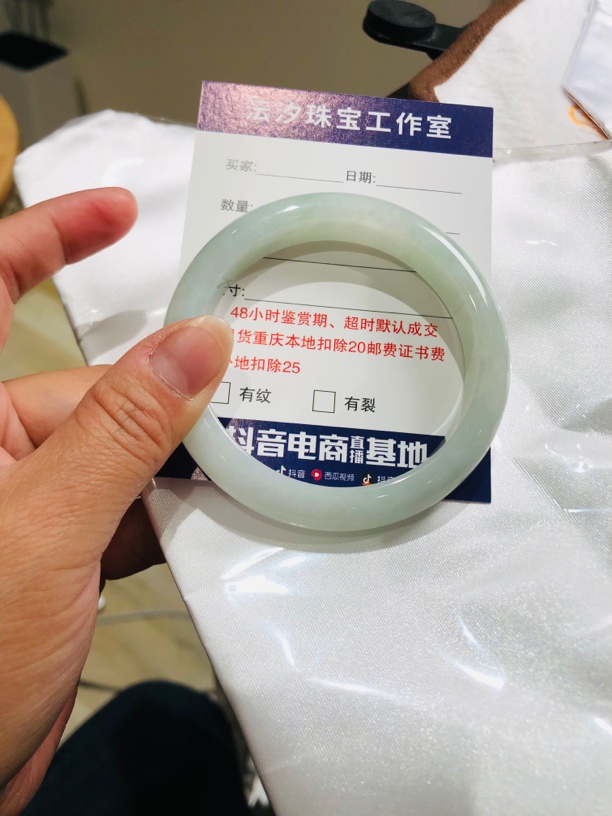 汐珠宝工作室
买家: 日期:
数量:
寸:
48小时鉴赏期、超时默认成交
货重庆本地扣除20邮费证书费
地扣除25
有纹 有裂
抖音电商直播基地
抖音 西瓜视频 抖